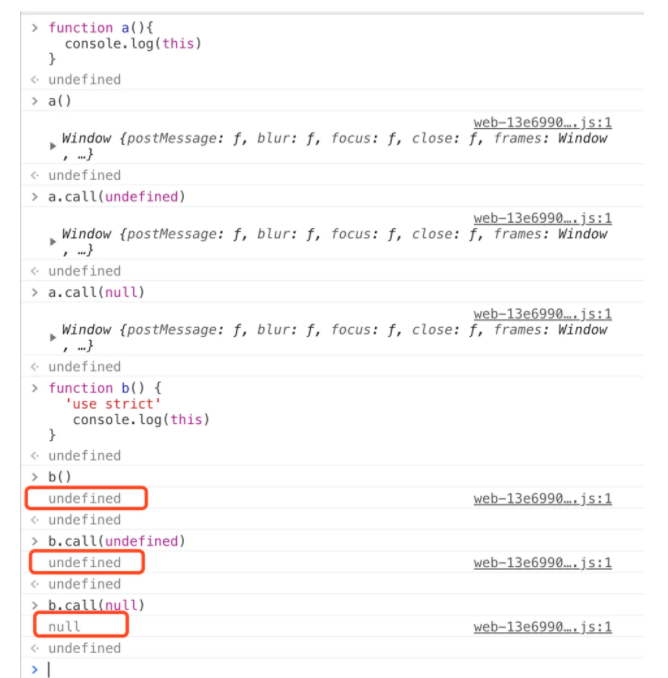 > function a(){
console.log(this)
}
<· undefined
> a()
web-13e6990….js:1
▶ Window {postMessage: ƒ, blur: ƒ, focus: ƒ, close: ƒ, frames: Window
, …}
<· undefined
> a.call(undefined)
web-13e6990….js:1
▶ Window {postMessage: ƒ, blur: ƒ, focus: ƒ, close: ƒ, frames: Window
, …}
<· undefined
> a.call(null)
web-13e6990….js:1
▶ Window {postMessage: ƒ, blur: ƒ, focus: ƒ, close: ƒ, frames: Window
, …}
<· undefined
> function b() {
'use strict'
console.log(this)
}
<· undefined
> b()
undefined web-13e6990….js:1
<· undefined
> b.call(undefined)
undefined web-13e6990….js:1
<· undefined
> b.call(null)
null web-13e6990….js:1
<· undefined
>